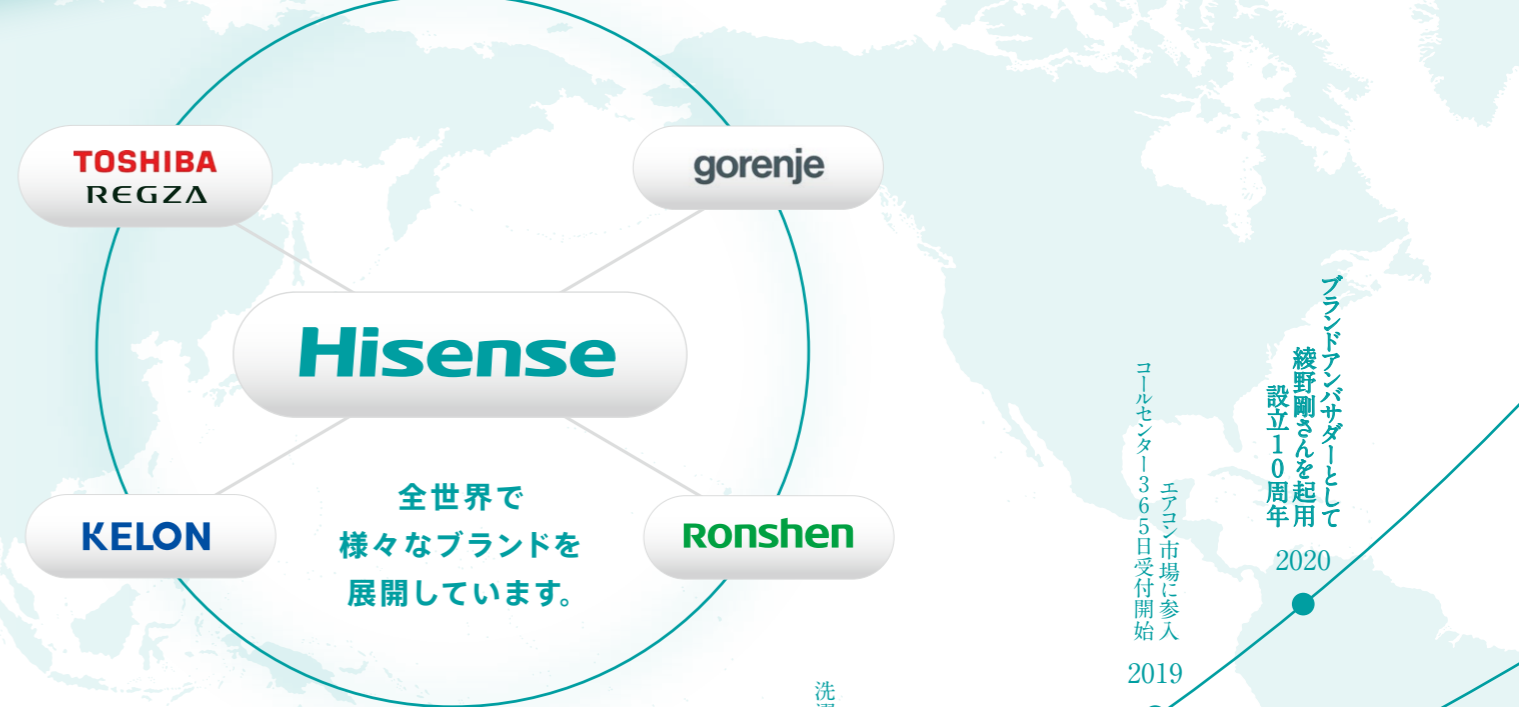 TOSHIBA
REGZA
gorenje
Hisense
KELON
Ronshen
全世界で
様々なブランドを
展開しています。
ブランドアンバサダーとして
綾野剛さんを起用
設立10周年
2020
エアコン市場に参入
コールセンター365日受付開始
2019
洗